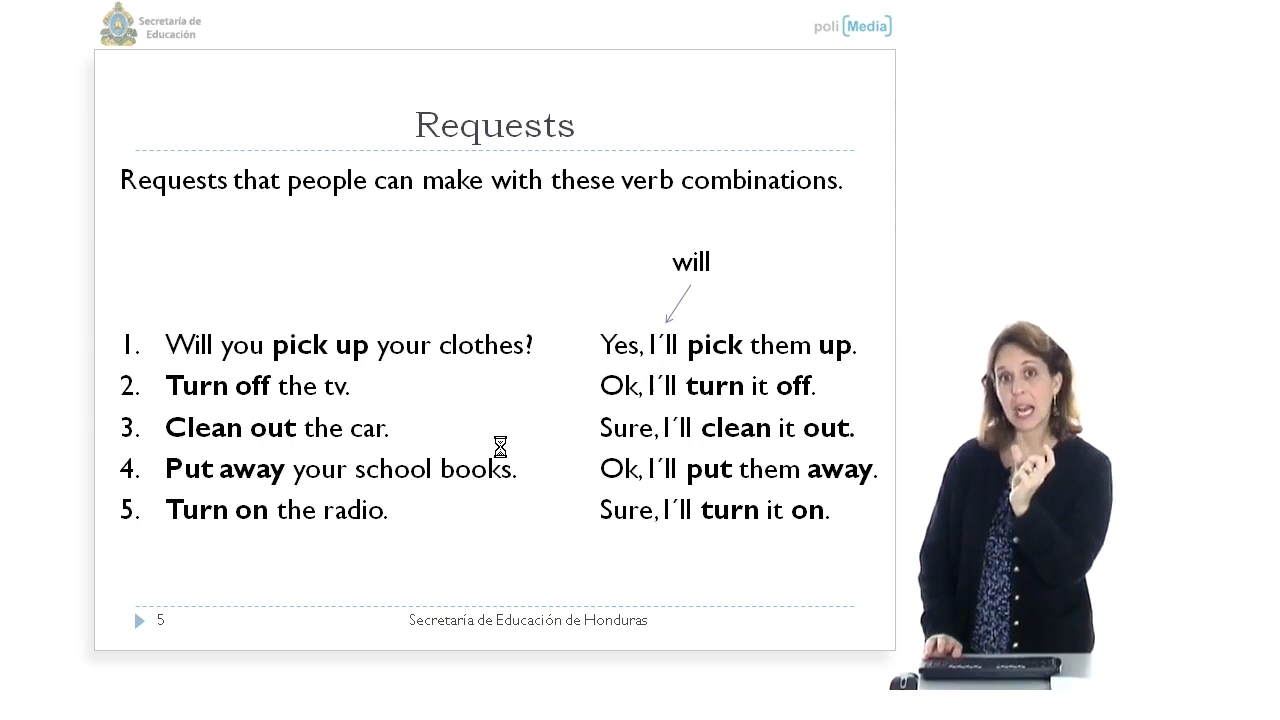 Secretaría de
Educación
poli [Media]
Requests
Requests that people can make with these verb combinations.
will
1. Will you pick up your clothes? Yes, I´ll pick them up.
2. Turn off the tv. Ok, I´ll turn it off.
3. Clean out the car. Sure, I´ll clean it out.
4. Put away your school books. Ok, I´ll put them away.
5. Turn on the radio. Sure, I´ll turn it on.
5 Secretaría de Educación de Honduras